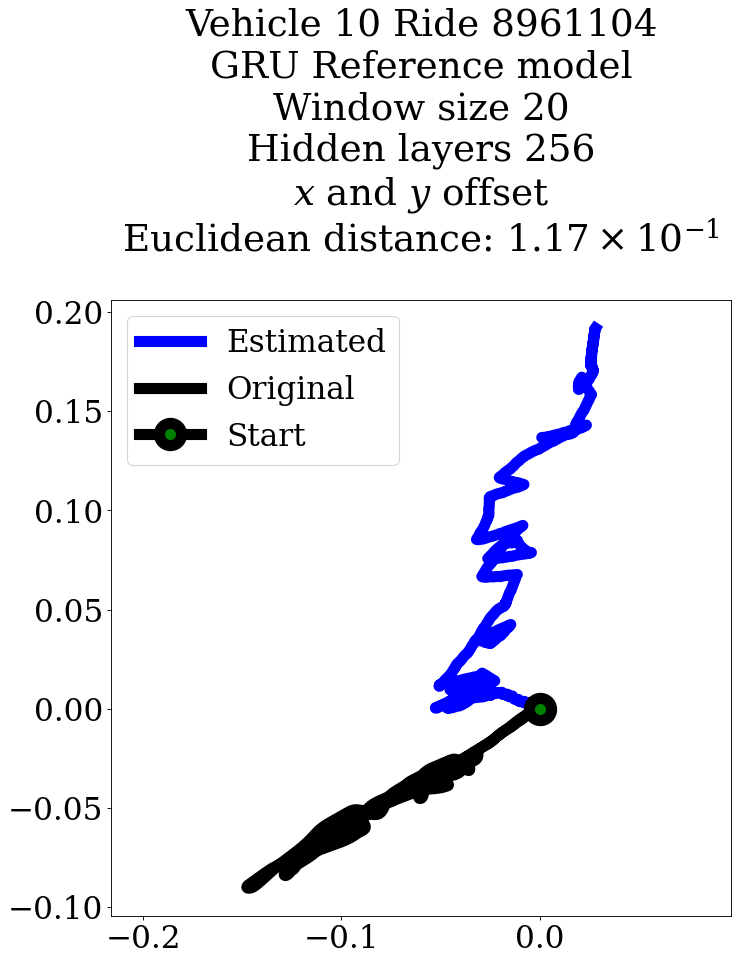 Vehicle 10 Ride 8961104
GRU Reference model
Window size 20
Hidden layers 256
x and y offset
Euclidean distance: 1.17 × 10⁻¹
Estimated
Original
Start
0.20
0.15
0.10
0.05
0.00
−0.05
−0.10
−0.2
−0.1
0.0